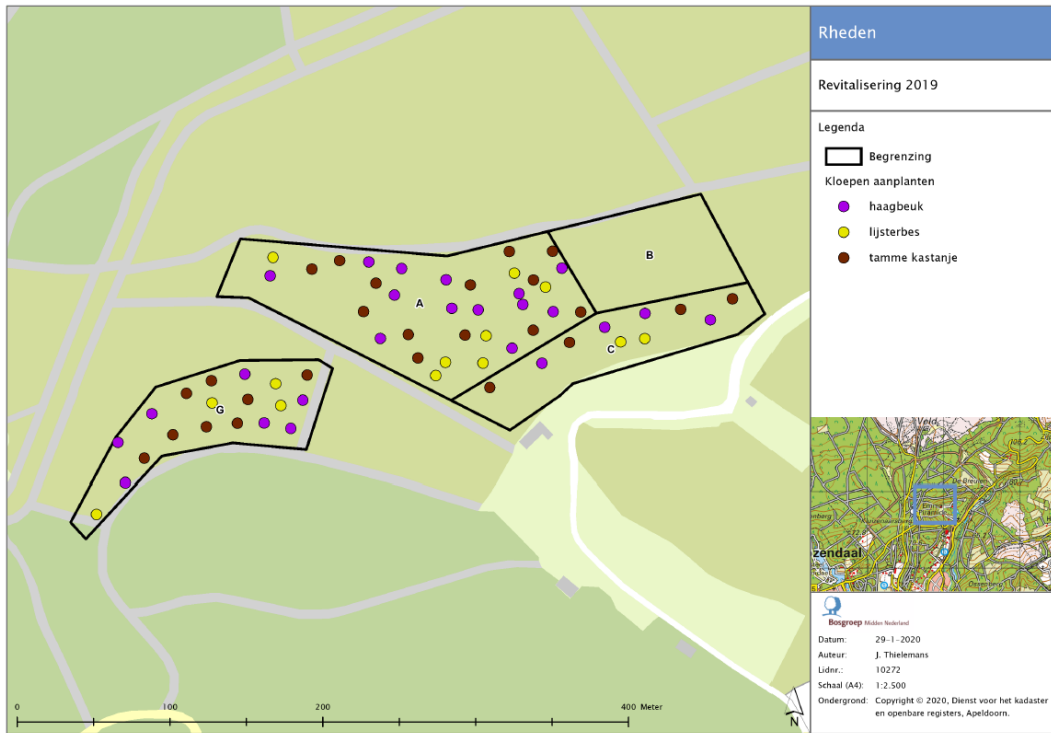 Rheden
Revitalisering 2019
Legenda
Begrenzing
Kloepen aanplanten
haagbeuk
lijsterbes
tamme kastanje
A
B
C
G
0
100
200
400 Meter
N
Veld
De Breulen
zendaal
Bosgroep Midden Nederland
Datum: 29-1-2020
Auteur: J. Thielemans
Lidnr.: 10272
Schaal (A4): 1:2.500
Ondergrond: Copyright © 2020, Dienst voor het kadaster
en openbare registers, Apeldoorn.